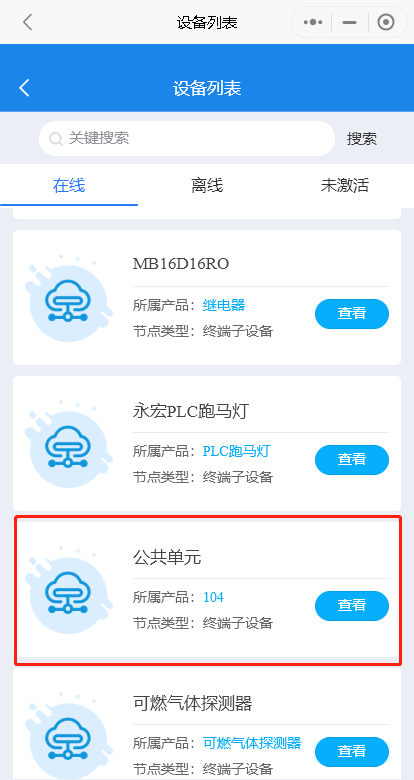 设备列表
设备列表
关键搜索
搜索
在线
离线
未激活
MB16D16RO
所属产品：继电器
查看
节点类型：终端子设备
永宏PLC跑马灯
所属产品：PLC跑马灯
查看
节点类型：终端子设备
公共单元
所属产品：104
查看
节点类型：终端子设备
可燃气体探测器
所属产品：可燃气体探测器
查看
节点类型：终端子设备